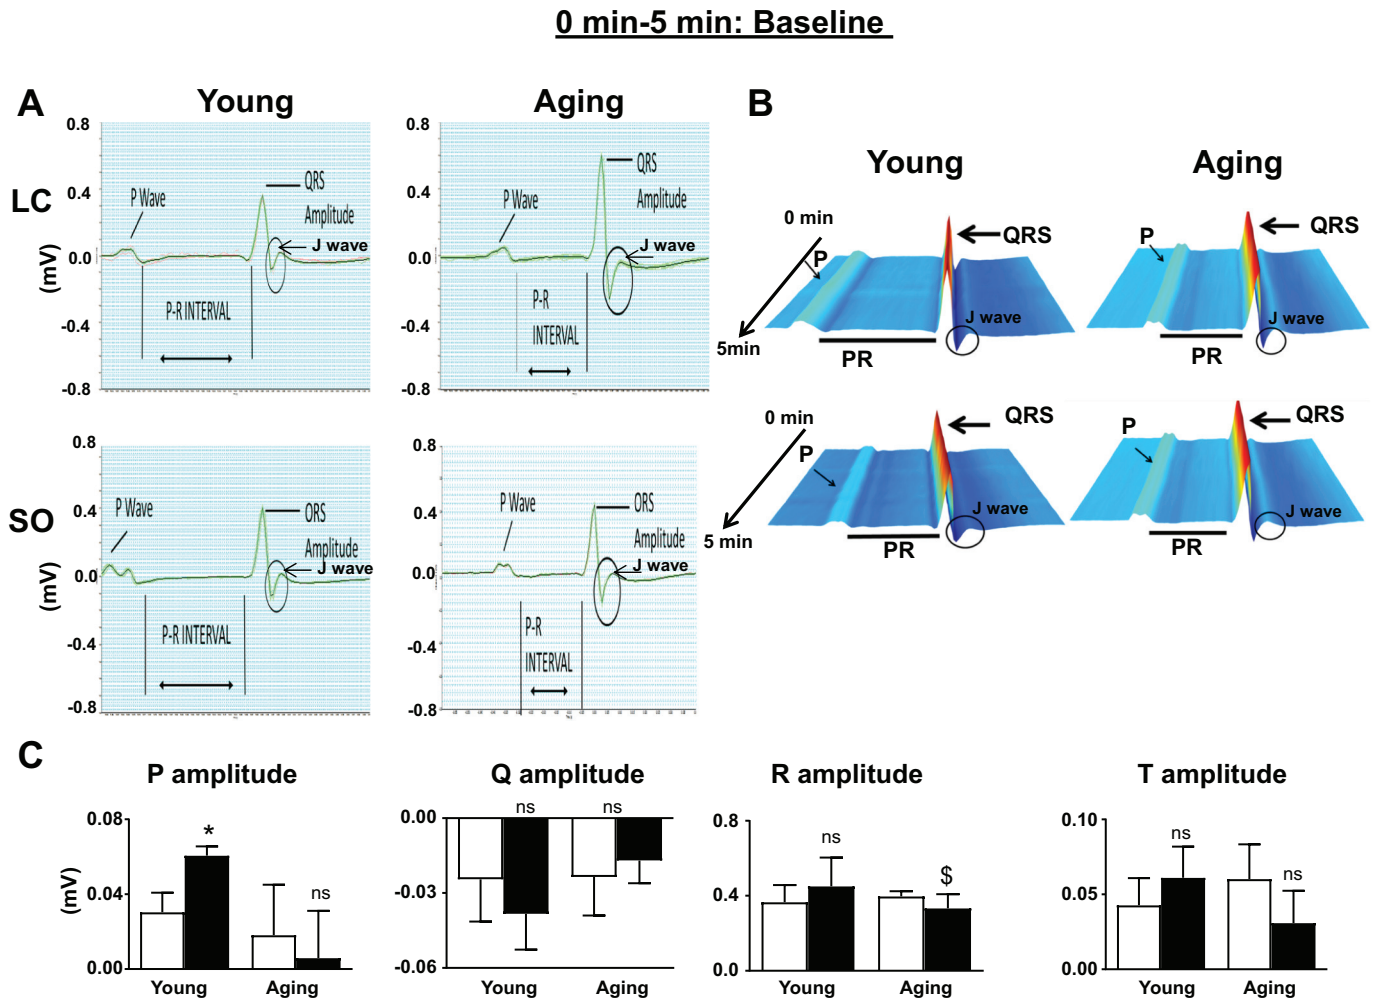 0 min-5 min: Baseline
A
Young
Aging
B
LC
(mV)
0.8
0.4
0.0
-0.4
-0.8
P Wave
QRS
Amplitude
J wave
P-R INTERVAL
0.8
0.4
0.0
-0.4
-0.8
P Wave
QRS
Amplitude
J wave
P-R
INTERVAL
Young
Aging
0 min
P
QRS
J wave
5min
PR
P
QRS
J wave
PR
SO
(mV)
0.8
0.4
0.0
-0.4
-0.8
P Wave
ORS
Amplitude
J wave
P-R INTERVAL
0.8
0.4
0.0
-0.4
-0.8
P Wave
ORS
Amplitude
J wave
P-R
INTERVAL
0 min
P
QRS
J wave
5 min
PR
P
QRS
J wave
PR
C
P amplitude
(mV)
0.08
0.04
0.00
*
ns
Young
Aging
Q amplitude
0.00
-0.03
-0.06
ns
ns
Young
Aging
R amplitude
0.8
0.4
0.0
ns
$
Young
Aging
T amplitude
0.10
0.05
0.00
ns
ns
Young
Aging